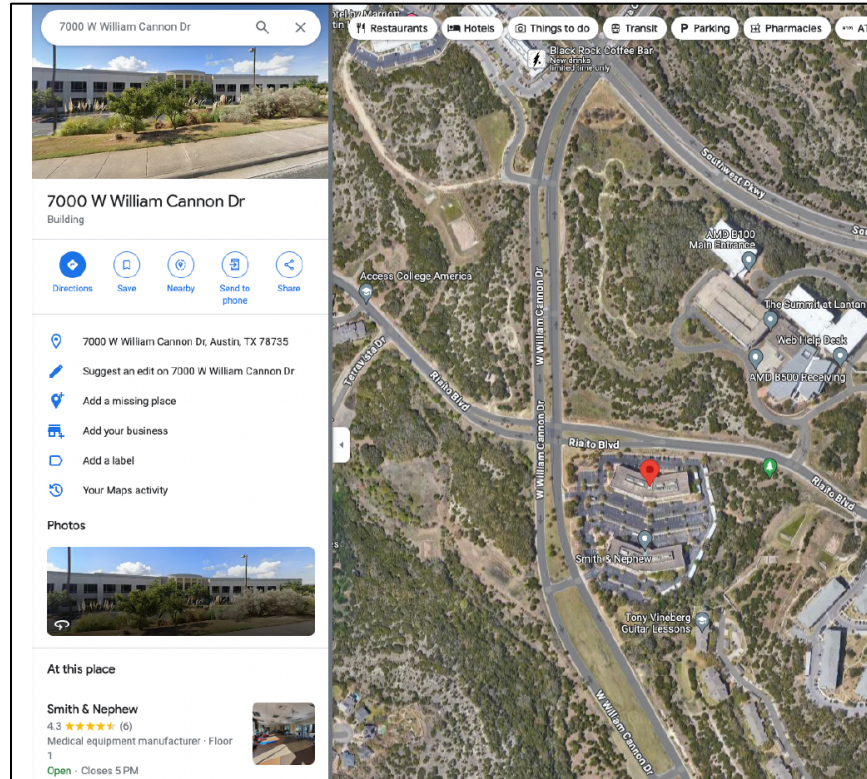 7000 W William Cannon Dr
Restaurants
Hotels
Things to do
Transit
Parking
Pharmacies
Black Rock Coffee Bar
New drinks
limited time only
7000 W William Cannon Dr
Building
Directions
Save
Nearby
Send to
phone
Share
7000 W William Cannon Dr, Austin, TX 78735
Suggest an edit on 7000 W William Cannon Dr
Add a missing place
Add your business
Add a label
Your Maps activity
Photos
At this place
Smith & Nephew
4.3 (6)
Medical equipment manufacturer · Floor
1
Open · Closes 5 PM
Southwest Pkwy
AMD B100
Main Entrance
Access College America
The Summit at Lantan
Web Help Desk
AMD B500 Receiving
W William Cannon Dr
Terravista Dr
Rialto Blvd
W William Cannon Dr
Rialto Blvd
Rialto Blvd
Smith & Nephew
Tony Vineberg
Guitar Lessons
W William Cannon Dr